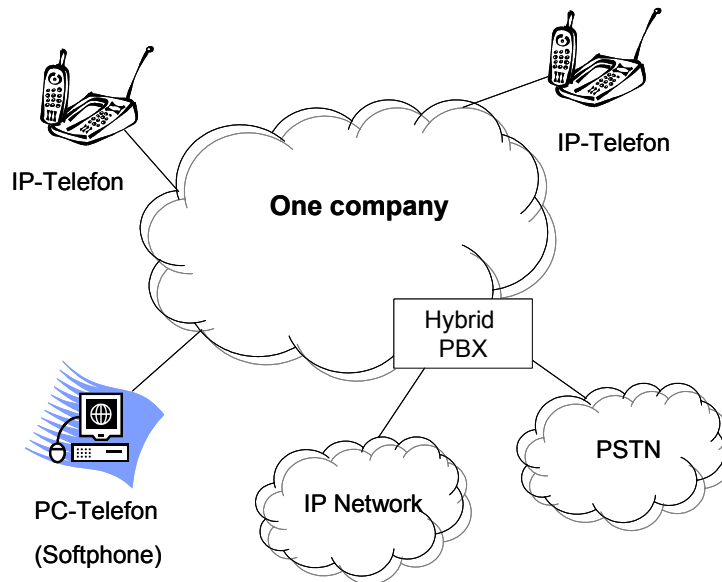 IP-Telefon
IP-Telefon
One company
Hybrid
PBX
PSTN
IP Network
PC-Telefon
(Softphone)